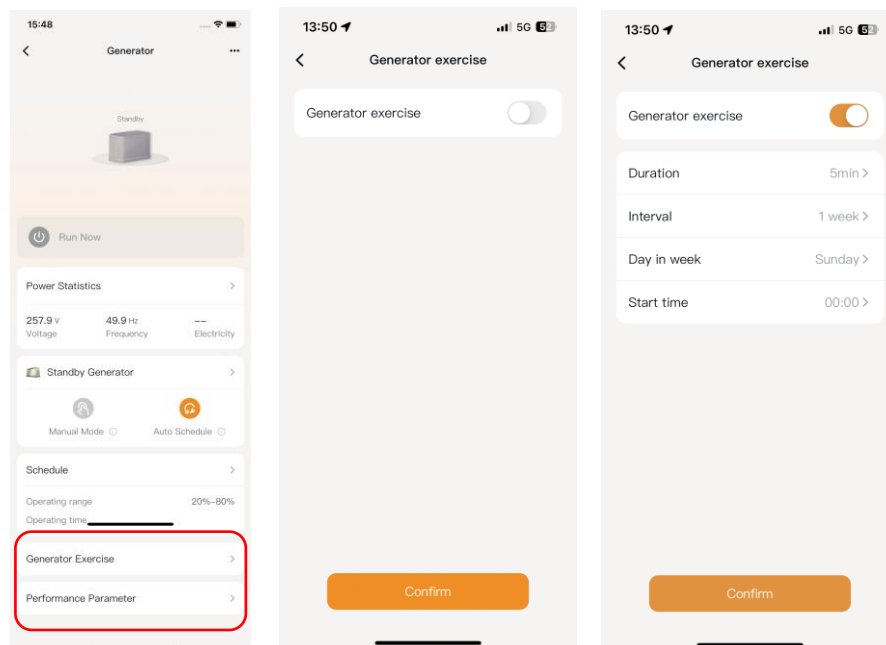 15:48
Generator
Standby
Run Now
Power Statistics
257.9 V 49.9 Hz --
Voltage Frequency Electricity
Standby Generator
Manual Mode Auto Schedule
Schedule
Operating range 20%~80%
Operating time
Generator Exercise
Performance Parameter
13:50 5G 52
Generator exercise
Generator exercise
Confirm
13:50 5G 52
Generator exercise
Generator exercise
Duration 5min
Interval 1 week
Day in week Sunday
Start time 00:00
Confirm